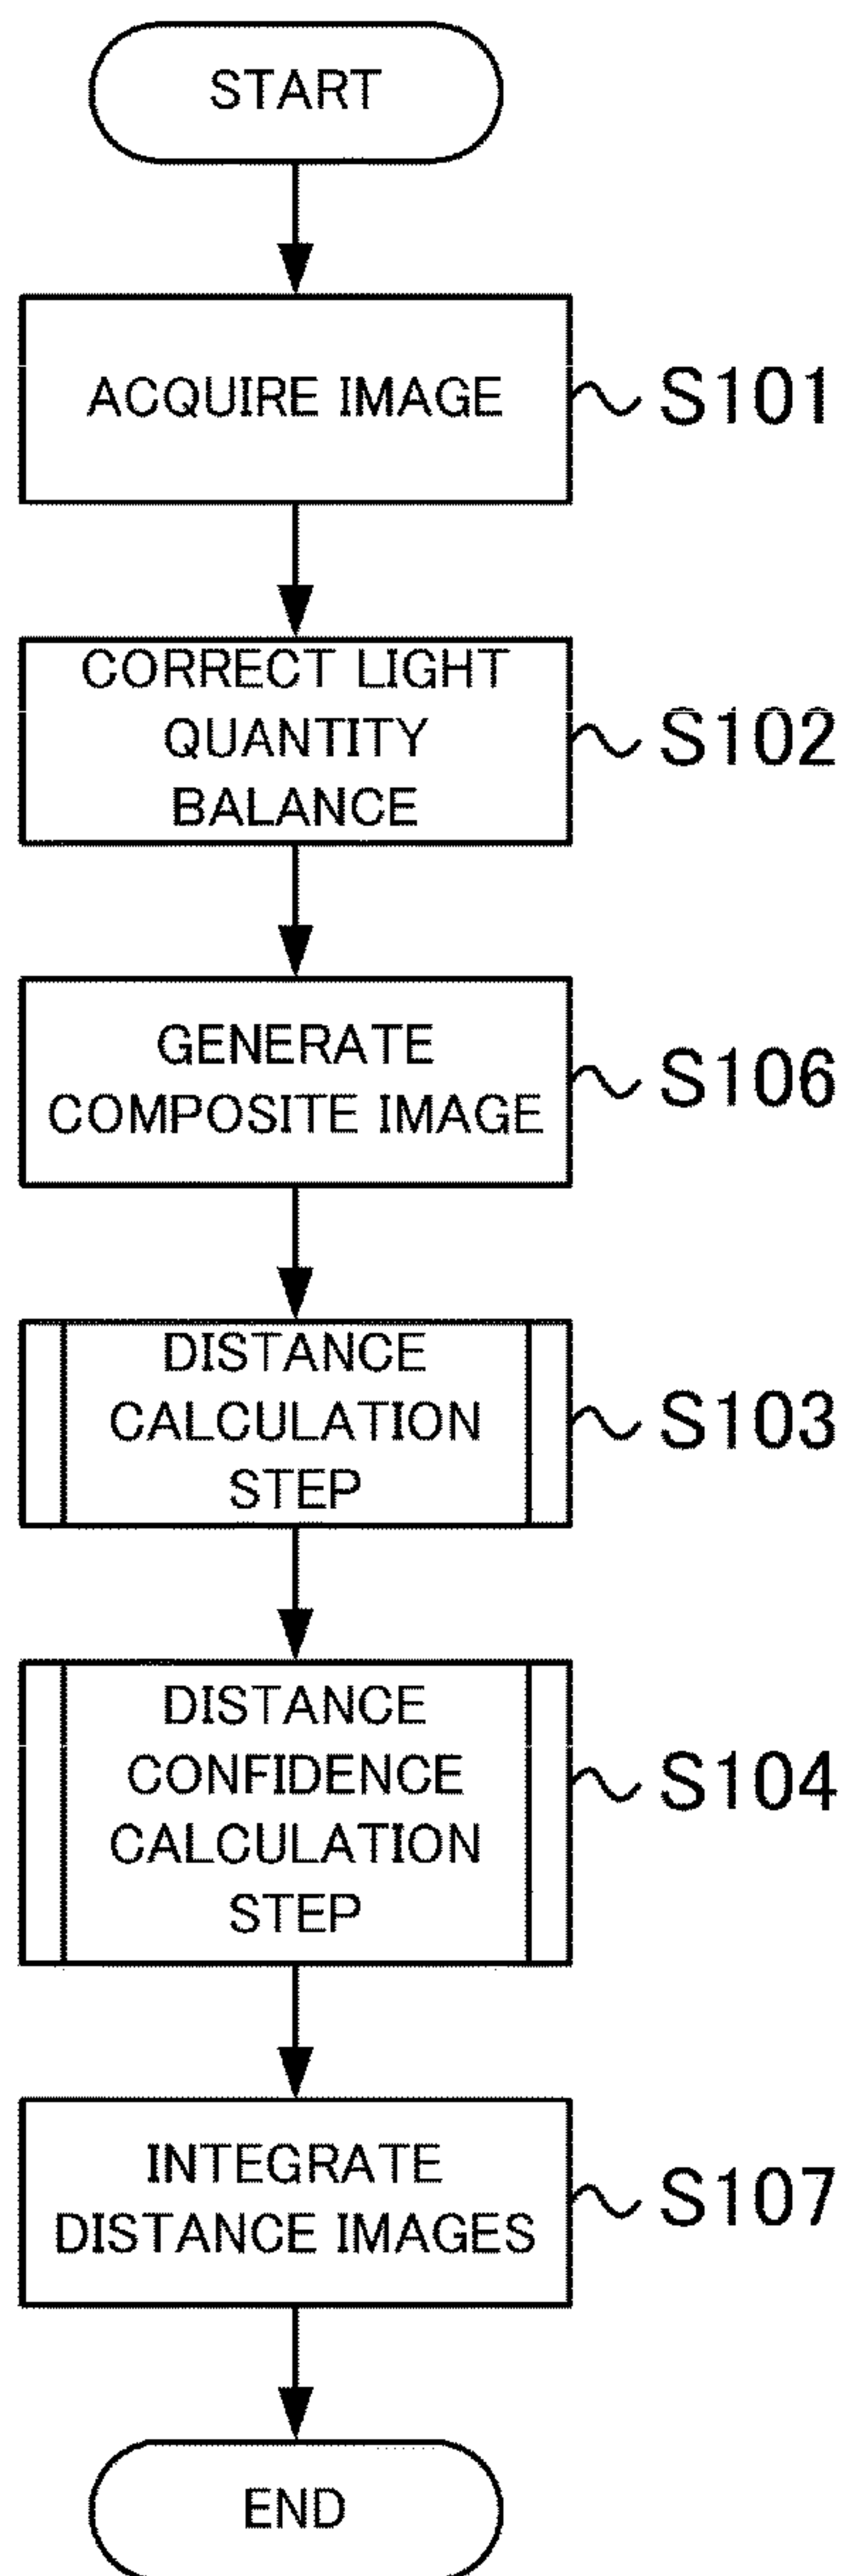 START
ACQUIRE IMAGE
S101
CORRECT LIGHT
QUANTITY
BALANCE
S102
GENERATE
COMPOSITE IMAGE
S106
DISTANCE
CALCULATION
STEP
S103
DISTANCE
CONFIDENCE
CALCULATION
STEP
S104
INTEGRATE
DISTANCE IMAGES
S107
END